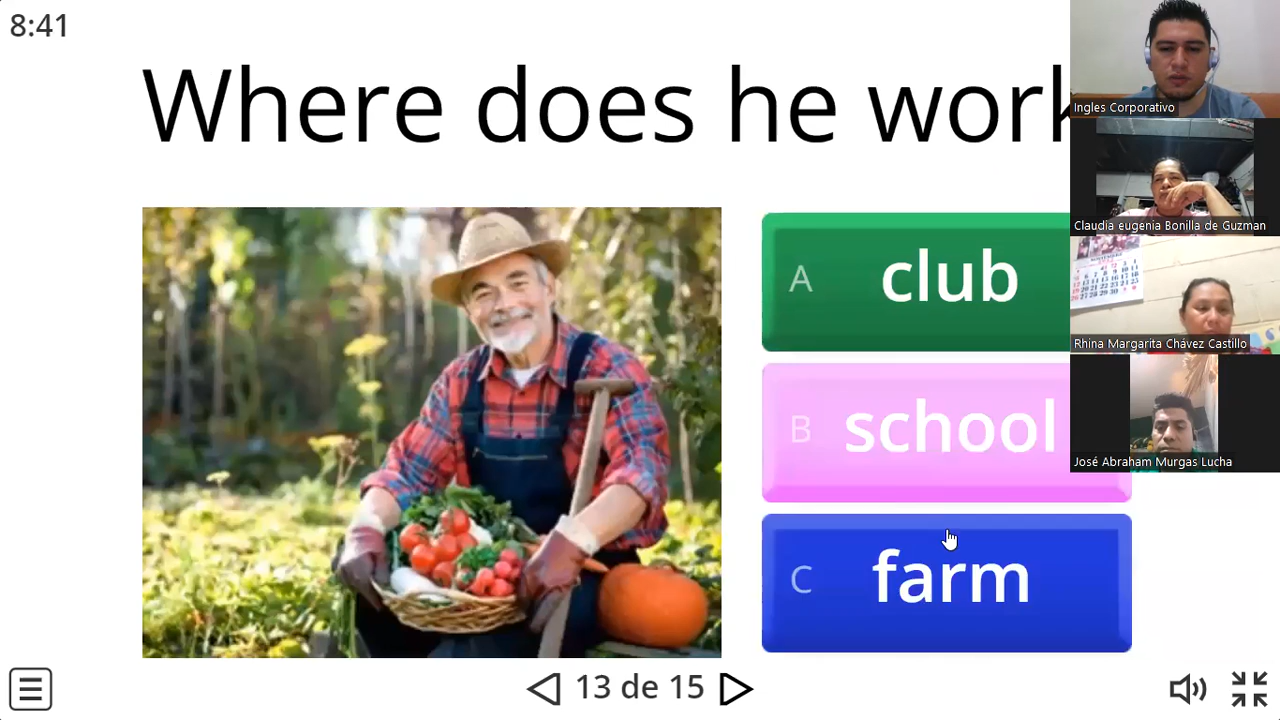 8:41
Where does he work
Ingles Corporativo
Claudia eugenia Bonilla de Guzman
Rhina Margarita Chávez Castillo
José Abraham Murgas Lucha
A club
B school
C farm
13 de 15